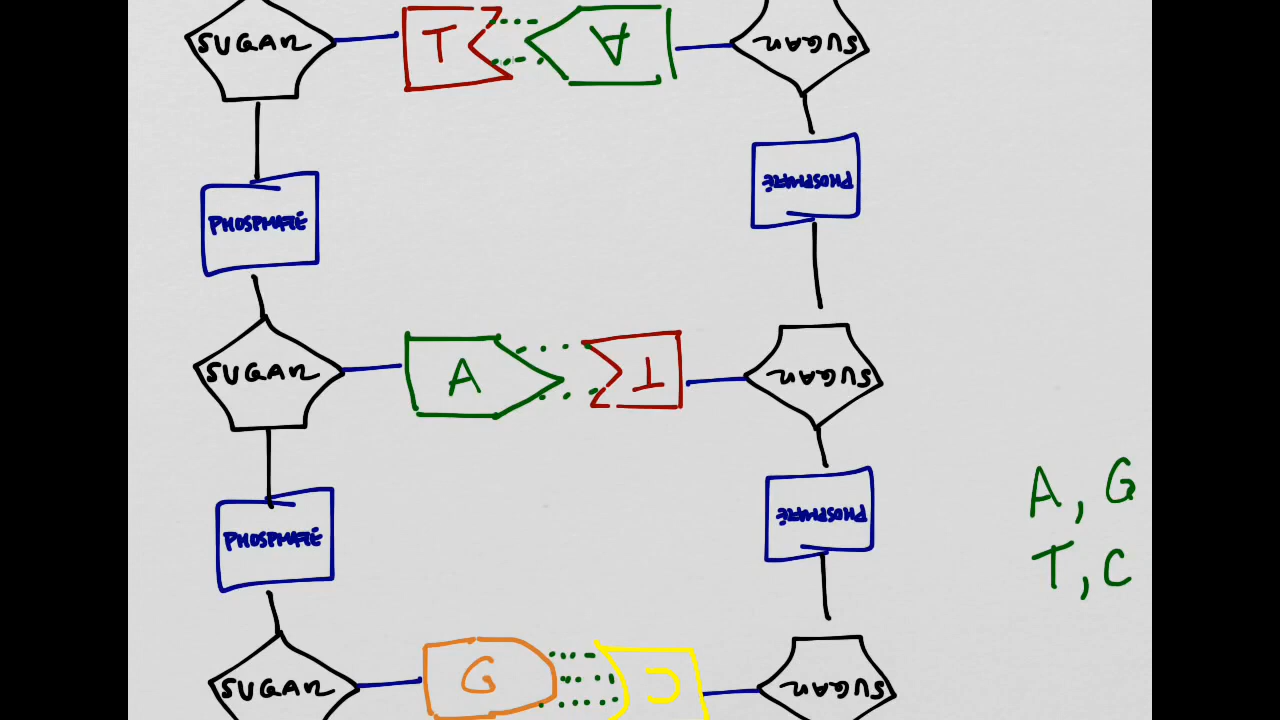 SUGAR T A SUGAR
PHOSPHATE PHOSPHATE
SUGAR A T SUGAR
A, G
PHOSPHATE PHOSPHATE
T, C
SUGAR G C SUGAR